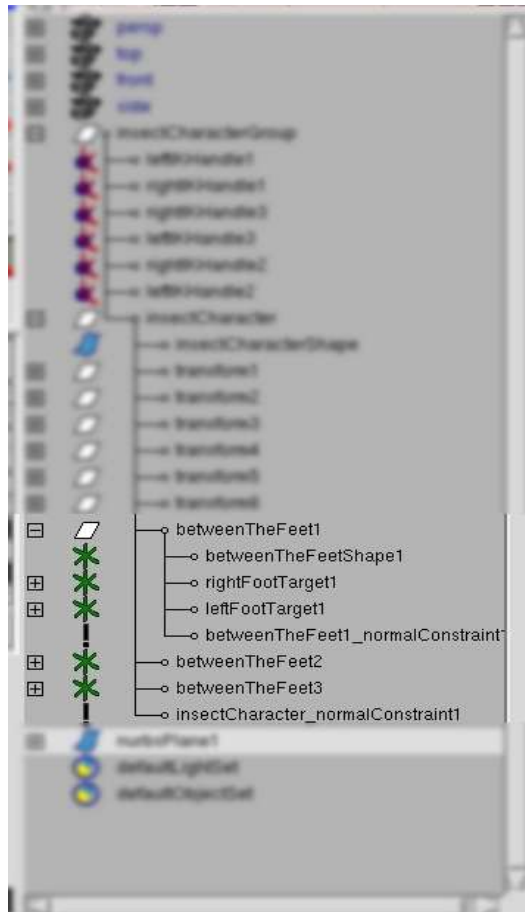 persp
top
front
side
insectCharacterGroup
leftIKHandle1
rightIKHandle1
rightIKHandle3
leftIKHandle3
rightIKHandle2
leftIKHandle2
insectCharacter
insectCharacterShape
transform1
transform2
transform3
transform4
transform5
transform6
betweenTheFeet1
betweenTheFeetShape1
rightFootTarget1
leftFootTarget1
betweenTheFeet1_normalConstraint1
betweenTheFeet2
betweenTheFeet3
insectCharacter_normalConstraint1
nurbsPlane1
defaultLightSet
defaultObjectSet